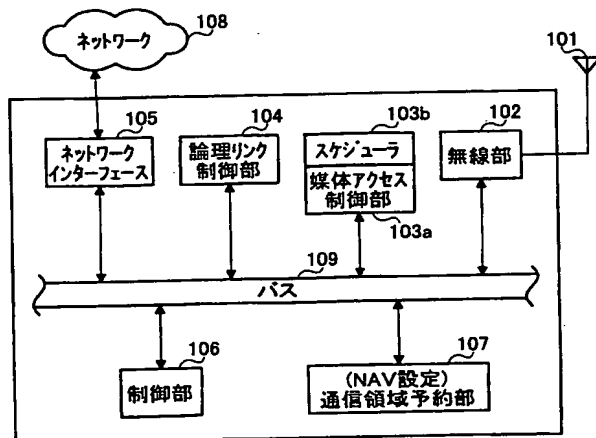 ネットワーク
108
101
105
104
103b
102
ネットワーク
インターフェース
論理リンク
制御部
スケジューラ
媒体アクセス
制御部
無線部
103a
109
バス
106
107
制御部
(NAV設定)
通信領域予約部